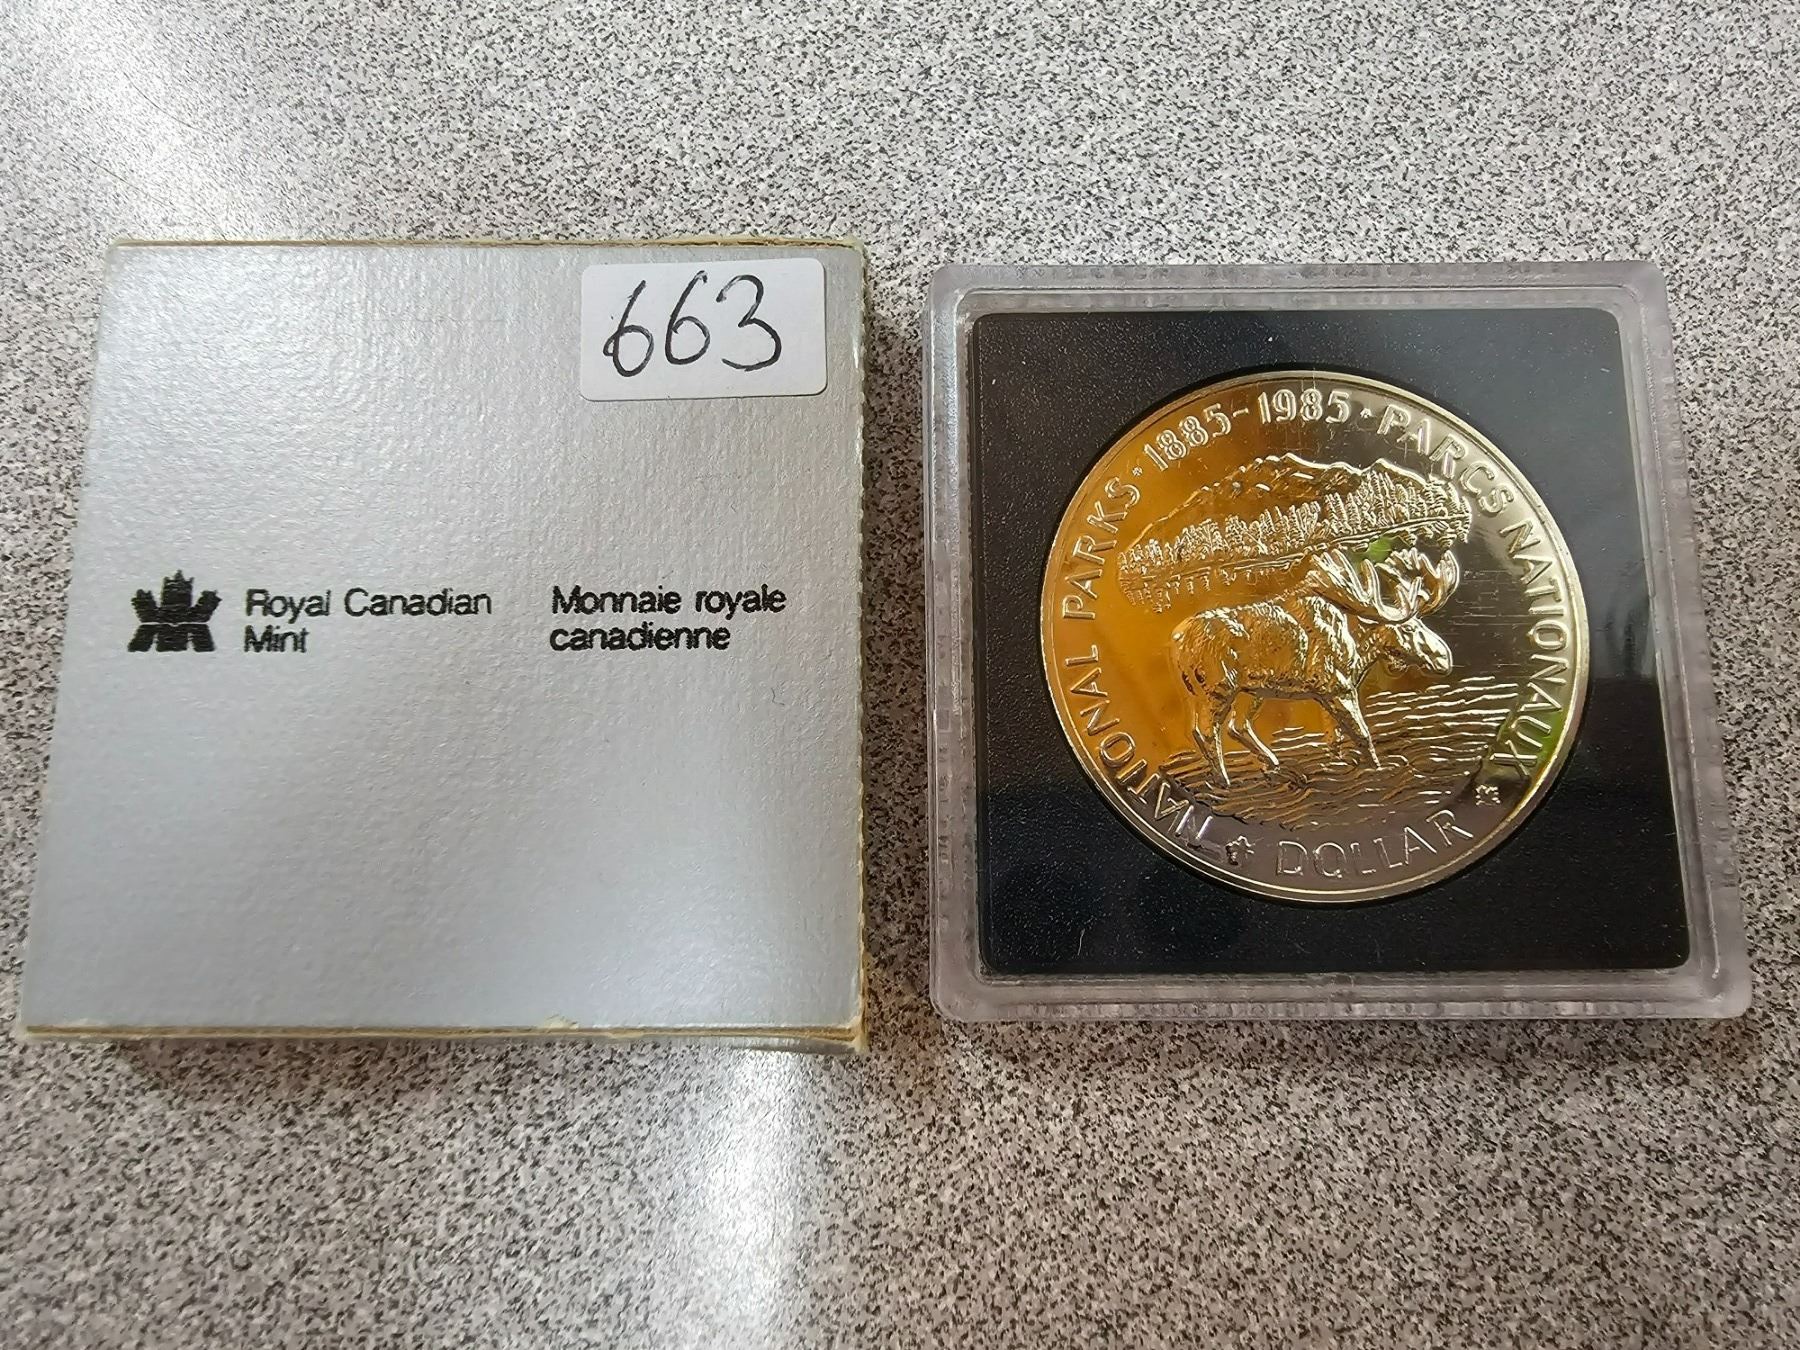 663
Royal Canadian
Mint
Monnaie royale
canadienne
NATIONAL PARKS · 1885-1985 · PARCS NATIONAUX
DOLLAR